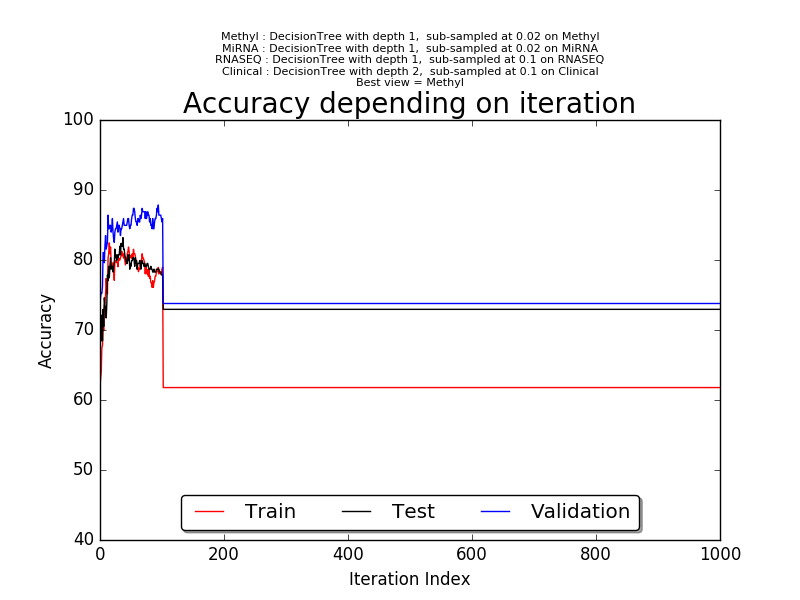 Methyl : DecisionTree with depth 1,  sub-sampled at 0.02 on Methyl
MiRNA : DecisionTree with depth 1,  sub-sampled at 0.02 on MiRNA
RNASEQ : DecisionTree with depth 1,  sub-sampled at 0.1 on RNASEQ
Clinical : DecisionTree with depth 2,  sub-sampled at 0.1 on Clinical
Best view = Methyl
Accuracy depending on iteration
100
90
80
70
60
50
40
Accuracy
Train Test Validation
0 200 400 600 800 1000
Iteration Index